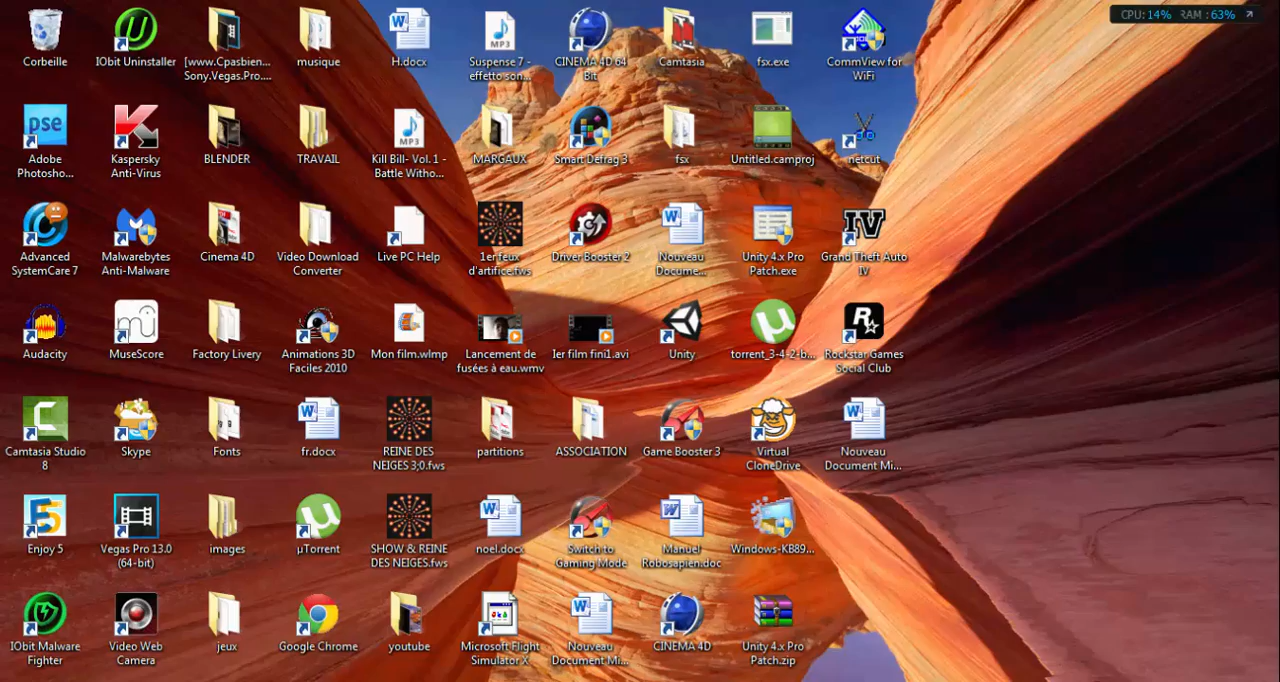 CPU: 14% RAM : 63%
Corbeille
IObit Uninstaller
[www.Cpasbien...
Sony.Vegas.Pro....
musique
H.docx
Suspense 7 -
effetto son...
CINEMA 4D 64
Bit
Camtasia
fsx.exe
CommView for
WiFi
pse
Adobe
Photosho...
Kaspersky
Anti-Virus
BLENDER
TRAVAIL
MP3
Kill Bill- Vol. 1 -
Battle Witho...
MARGAUX
Smart Defrag 3
fsx
Untitled.camproj
netcut
Advanced
SystemCare 7
Malwarebytes
Anti-Malware
Cinema 4D
Video Download
Converter
Live PC Help
1er feux
d'artifice.fws
Driver Booster 2
Nouveau
Docume...
Unity 4.x Pro
Patch.exe
IV
Grand Theft Auto
IV
Audacity
MuseScore
Factory Livery
Animations 3D
Faciles 2010
Mon film.wlmp
Lancement de
fusées à eau.wmv
Ier film fini1.avi
Unity
torrent_3-4-2-b...
Rockstar Games
Social Club
Camtasia Studio
8
Skype
Fonts
fr.docx
REINE DES
NEIGES 3;0.fws
partitions
ASSOCIATION
Game Booster 3
Virtual
CloneDrive
Nouveau
Document Mi...
Enjoy 5
Vegas Pro 13.0
(64-bit)
images
µTorrent
SHOW & REINE
DES NEIGES.fws
noel.docx
Switch to
Gaming Mode
Manuel
Robosapien.doc
Windows-KB89...
IObit Malware
Fighter
Video Web
Camera
jeux
Google Chrome
youtube
Microsoft Flight
Simulator X
Nouveau
Document Mi...
CINEMA 4D
Unity 4.x Pro
Patch.zip